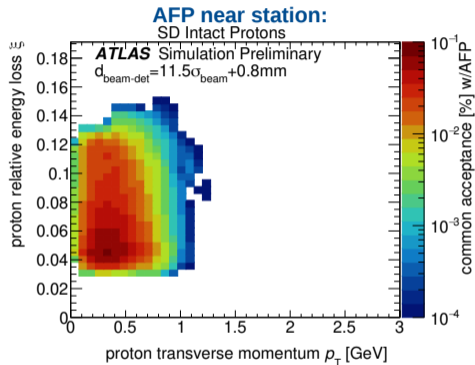 AFP near station:
SD Intact Protons
ATLAS Simulation Preliminary
d_beam-det=11.5σ_beam+0.8mm
proton relative energy loss ξ
0.18
0.16
0.14
0.12
0.1
0.08
0.06
0.04
0.02
0
0 0.5 1 1.5 2 2.5 3
proton transverse momentum p_T [GeV]
10⁻¹
10⁻²
10⁻³
10⁻⁴
common acceptance [%] w/AFP